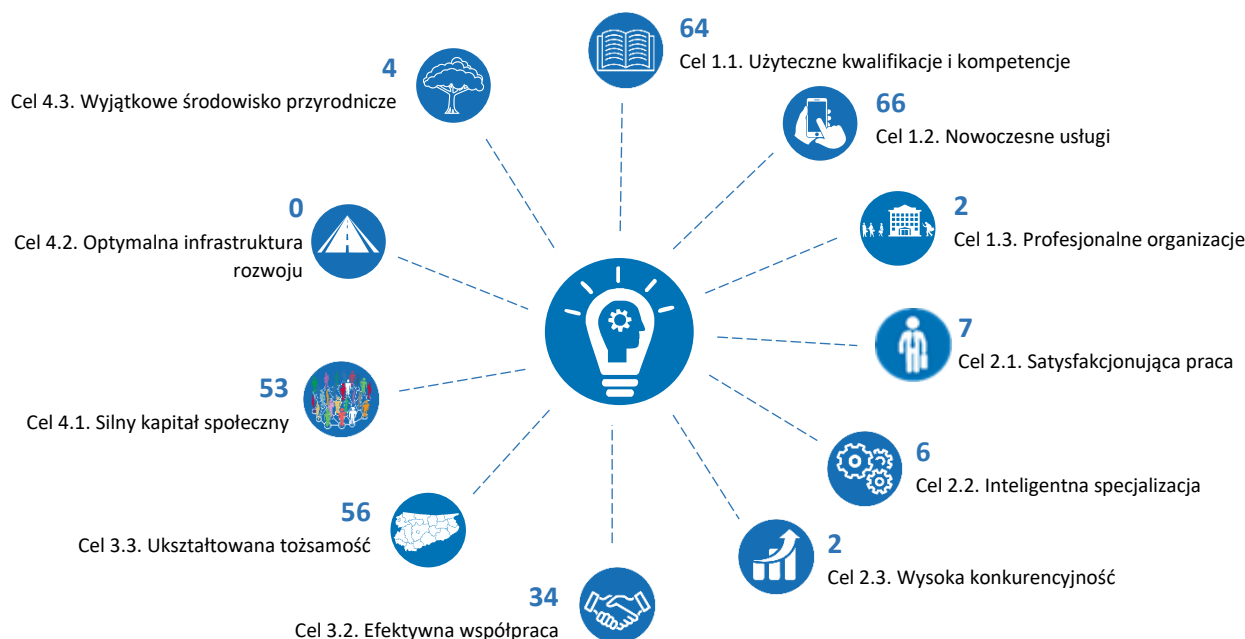 64
Cel 1.1. Użyteczne kwalifikacje i kompetencje
66
Cel 1.2. Nowoczesne usługi
2
Cel 1.3. Profesjonalne organizacje
7
Cel 2.1. Satysfakcjonująca praca
6
Cel 2.2. Inteligentna specjalizacja
2
Cel 2.3. Wysoka konkurencyjność
34
Cel 3.2. Efektywna współpraca
56
Cel 3.3. Ukształtowana tożsamość
53
Cel 4.1. Silny kapitał społeczny
0
Cel 4.2. Optymalna infrastruktura
rozwoju
4
Cel 4.3. Wyjątkowe środowisko przyrodnicze